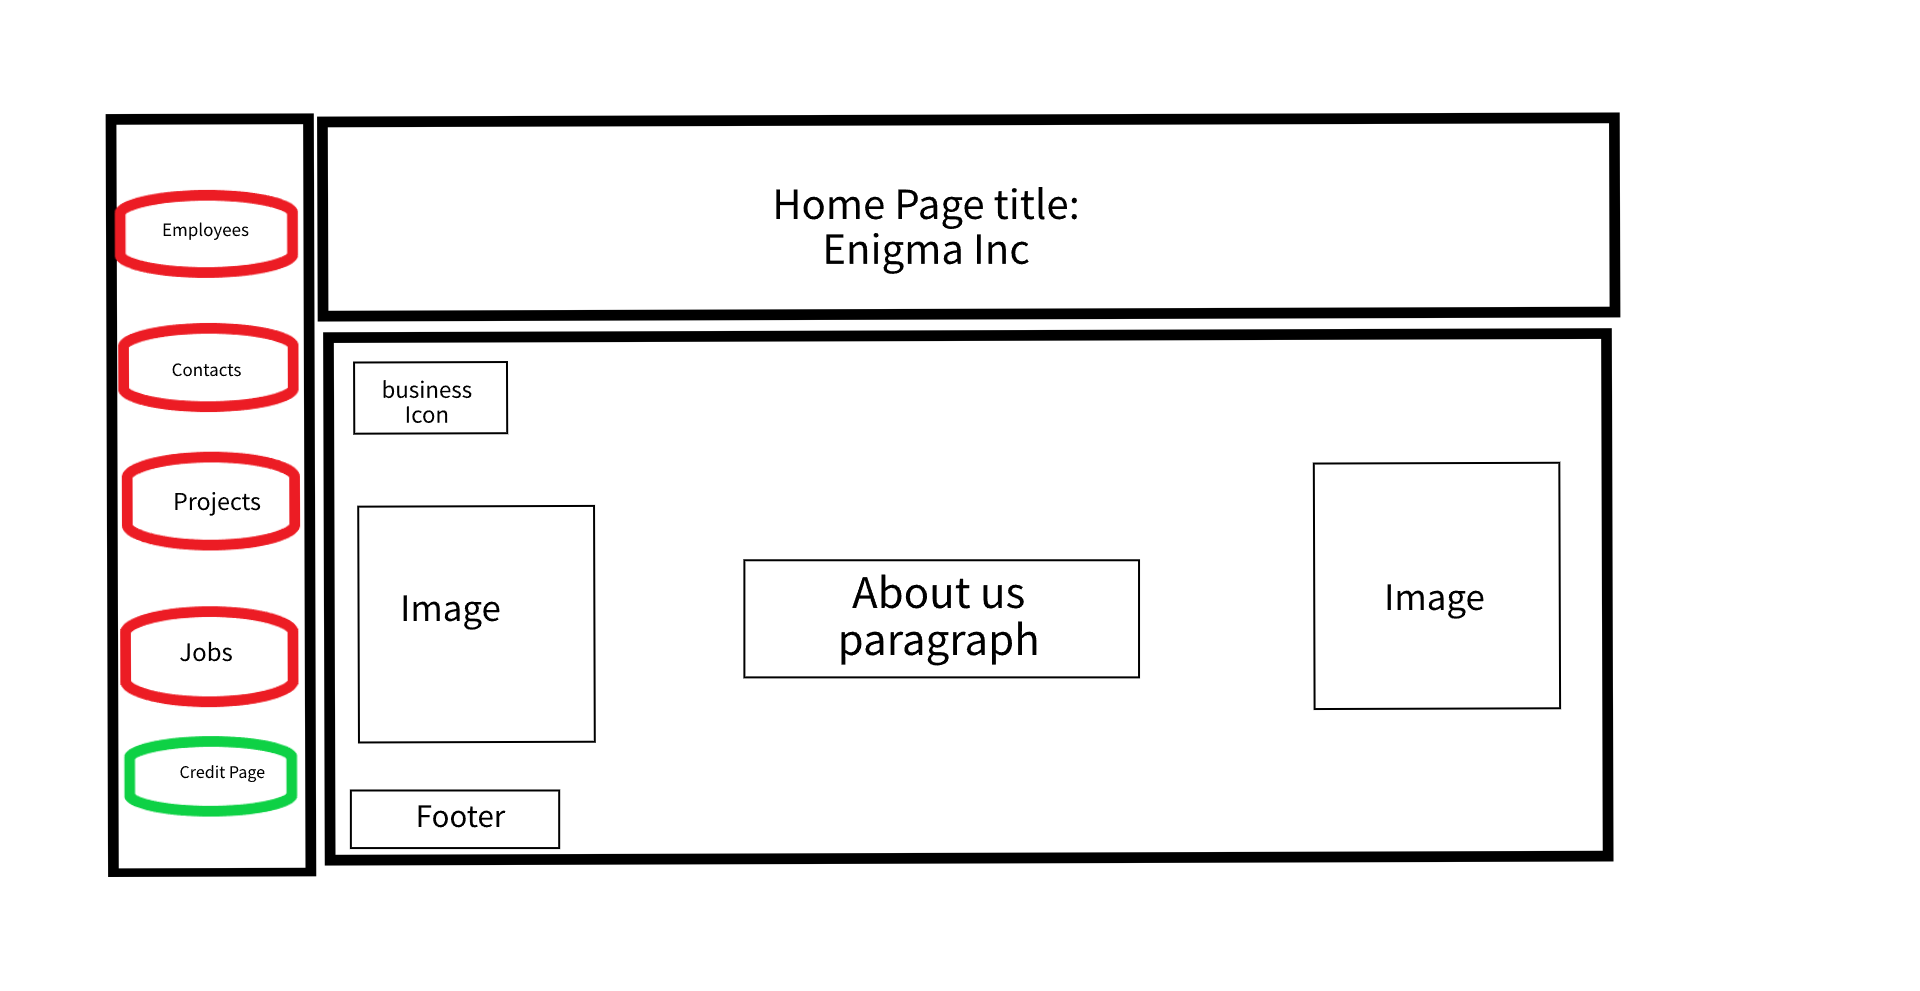 Employees
Contacts
Projects
Jobs
Credit Page
Home Page title:
Enigma Inc
business
Icon
Image
About us
paragraph
Image
Footer